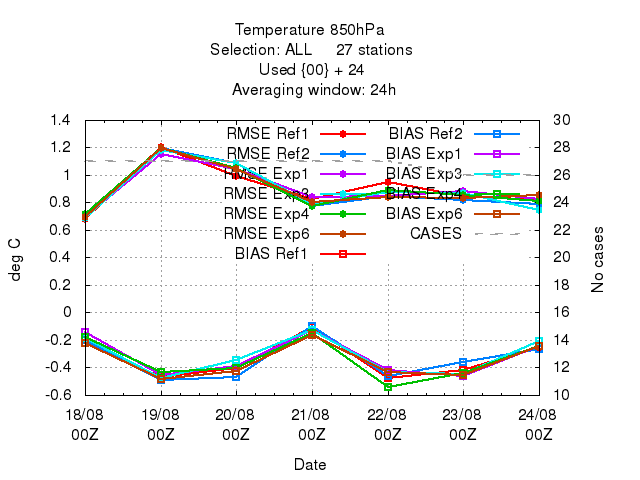 Temperature 850hPa
Selection: ALL 27 stations
Used {00} + 24
Averaging window: 24h
1.4
1.2
1
0.8
0.6
0.4
0.2
0
-0.2
-0.4
-0.6
deg C
30
28
26
24
22
20
18
16
14
12
10
No cases
RMSE Ref1
RMSE Ref2
RMSE Exp1
RMSE Exp3
RMSE Exp4
RMSE Exp6
BIAS Ref1
BIAS Ref2
BIAS Exp1
BIAS Exp3
BIAS Exp4
BIAS Exp6
CASES
18/08 19/08 20/08 21/08 22/08 23/08 24/08
00Z 00Z 00Z 00Z 00Z 00Z 00Z
Date